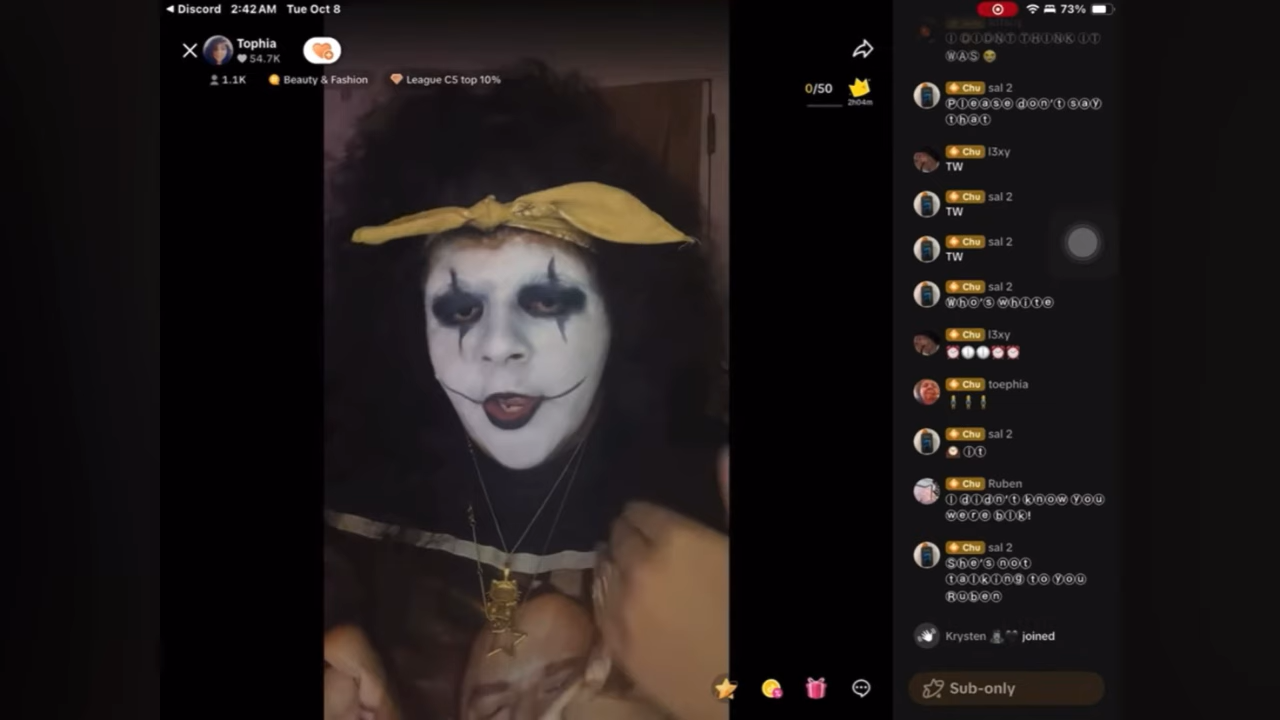 ◀ Discord 2:42 AM Tue Oct 8
73%
Tophia
54.7K
1.1K Beauty & Fashion League C5 top 10%
0/50
2h04m
Ⓘ ⒹⒾⒹⓃⓉ ⓉⒽⒾⓃⓀ ⒾⓉ
ⓌⒶⓈ 😭
Chu sal 2
Ⓟⓛⓔⓐⓢⓔ ⓓⓞⓝ'ⓣ ⓢⓐⓨ
ⓣⓗⓐⓣ
Chu l3xy
TW
Chu sal 2
TW
Chu sal 2
TW
Chu sal 2
Ⓦⓗⓞ'ⓢ ⓦⓗⓘⓣⓔ
Chu l3xy
Chu toephia
Chu sal 2
ⓘⓣ
Chu Ruben
Ⓘ ⓓⓘⓓⓝ'ⓣ ⓚⓝⓞⓦ ⓨⓞⓤ
ⓦⓔⓡⓔ ⓑⓛⓚ!
Chu sal 2
Ⓢⓗⓔ'ⓢ ⓝⓞⓣ
ⓣⓐⓛⓚⓘⓝⓖ ⓣⓞ ⓨⓞⓤ
Ⓡⓤⓑⓔⓝ
Krysten joined
Sub-only